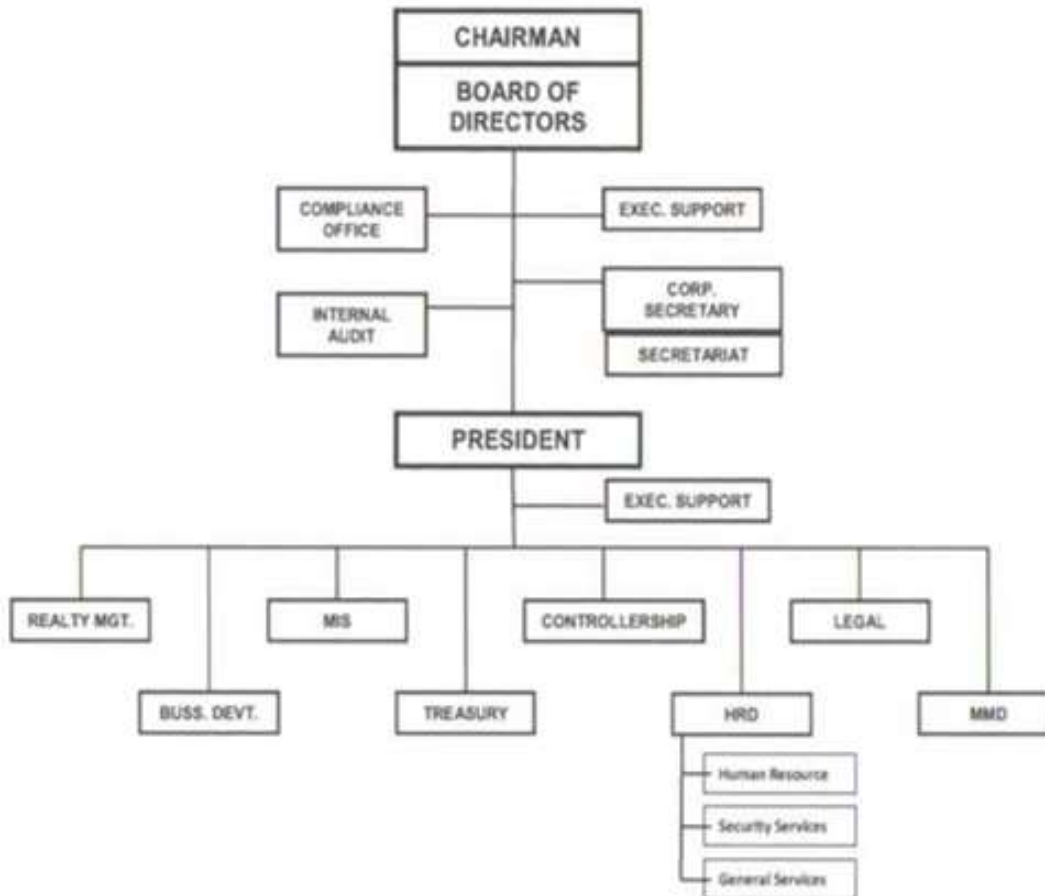 CHAIRMAN
BOARD OF
DIRECTORS
COMPLIANCE
OFFICE
EXEC. SUPPORT
CORP.
SECRETARY
INTERNAL
AUDIT
SECRETARIAT
PRESIDENT
EXEC. SUPPORT
REALTY MGT.
MIS
CONTROLLERSHIP
LEGAL
BUSS. DEVT.
TREASURY
HRD
MMD
Human Resource
Security Services
General Services